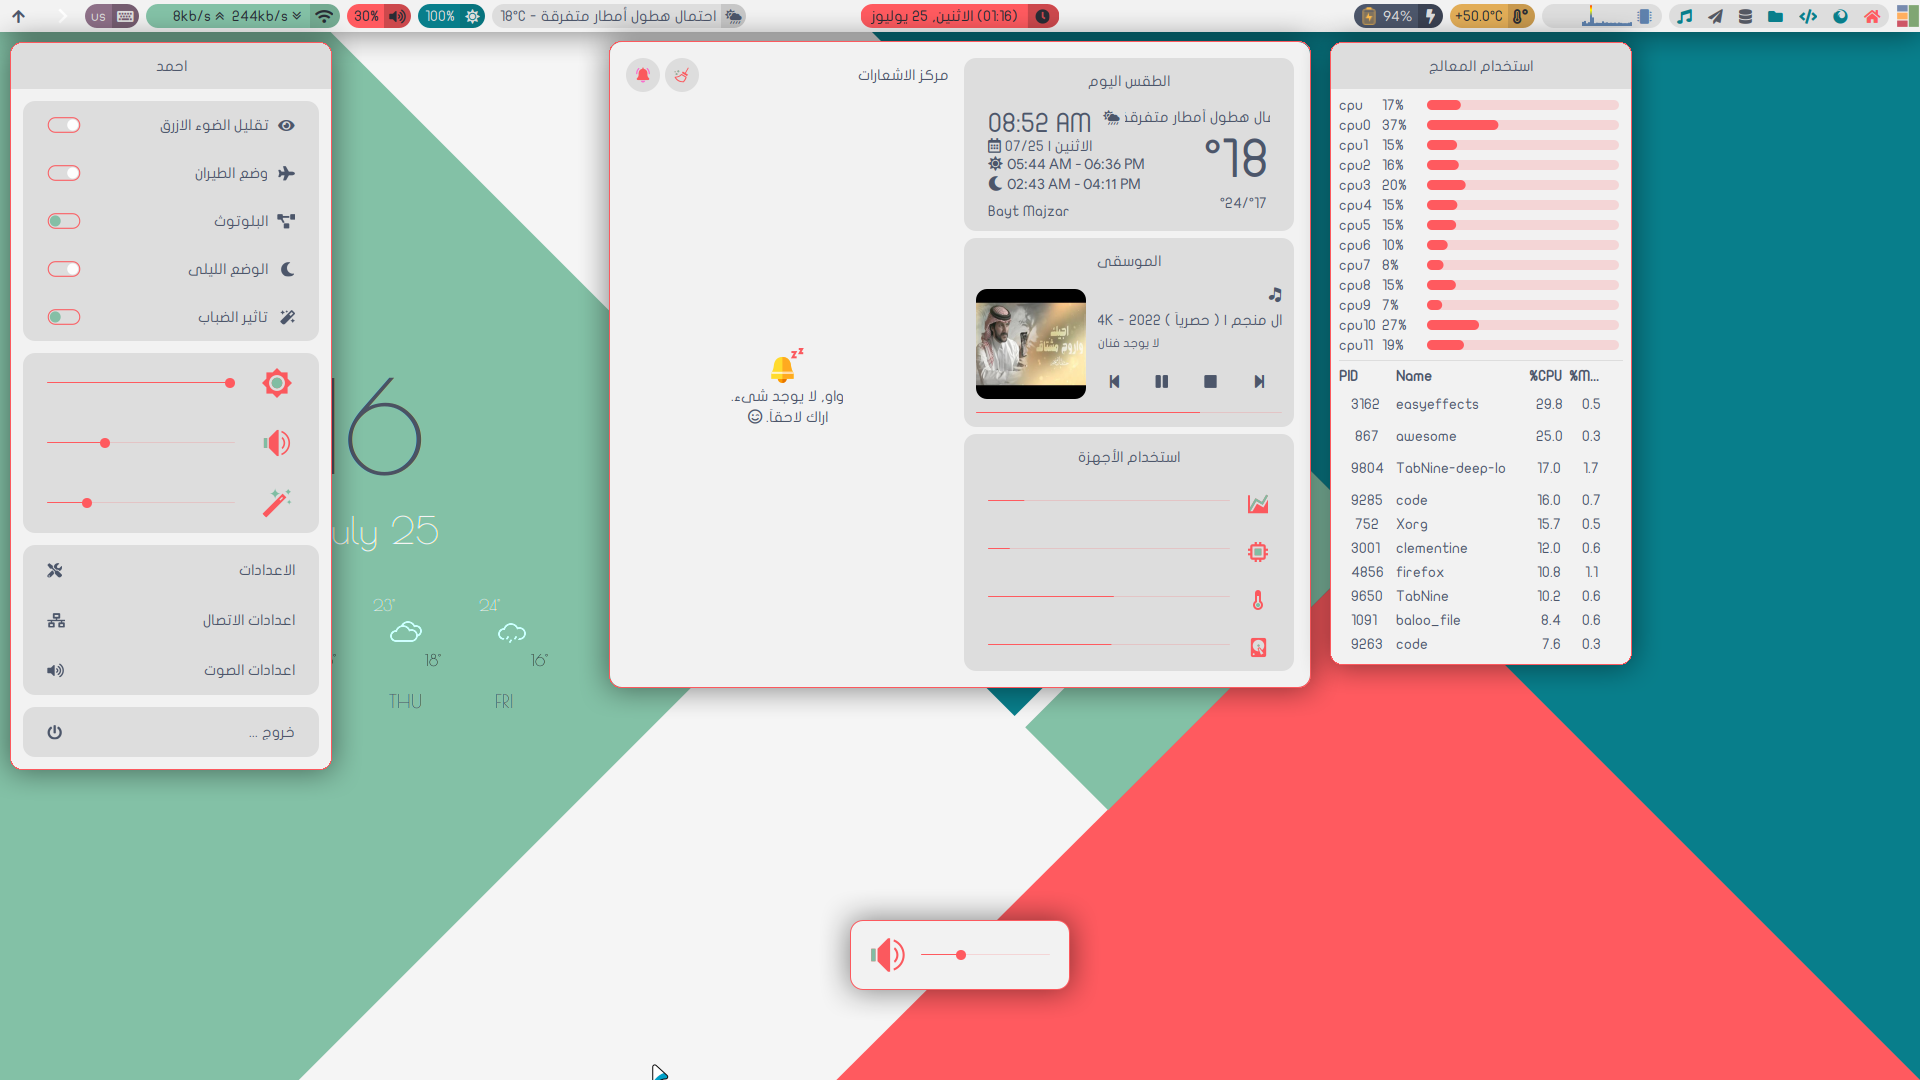 us
8kb/s 244kb/s
30%
100%
18°C - احتمال هطول أمطار متفرقة
(01:16) الاثنين, 25 يوليوز
94%
+50.0°C
احمد
تقليل الضوء الازرق
وضع الطيران
البلوتوث
الوضع الليلي
تاثير الضباب
الاعدادات
اعدادات الاتصال
اعدادات الصوت
خروج ...
16
uly 25
23°
24°
18°
16°
THU
FRI
مركز الاشعارات
واو, لا يوجد شيء.
اراك لاحقاً.
الطقس اليوم
08:52 AM
مال هطول أمطار متفرقة
الاثنين | 07/25
05:44 AM - 06:36 PM
02:43 AM - 04:11 PM
°18
°24/°17
Bayt Majzar
الموسقى
ال منجم | ( حصرياً ) 2022 - 4K
لا يوجد فنان
اجيك
واروح مشتاق
استخدام الأجهزة
استخدام المعالج
cpu 17%
cpu0 37%
cpu1 15%
cpu2 16%
cpu3 20%
cpu4 15%
cpu5 15%
cpu6 10%
cpu7 8%
cpu8 15%
cpu9 7%
cpu10 27%
cpu11 19%
PID Name %CPU %M...
3162 easyeffects 29.8 0.5
867 awesome 25.0 0.3
9804 TabNine-deep-lo 17.0 1.7
9285 code 16.0 0.7
752 Xorg 15.7 0.5
3001 clementine 12.0 0.6
4856 firefox 10.8 1.1
9650 TabNine 10.2 0.6
1091 baloo_file 8.4 0.6
9263 code 7.6 0.3